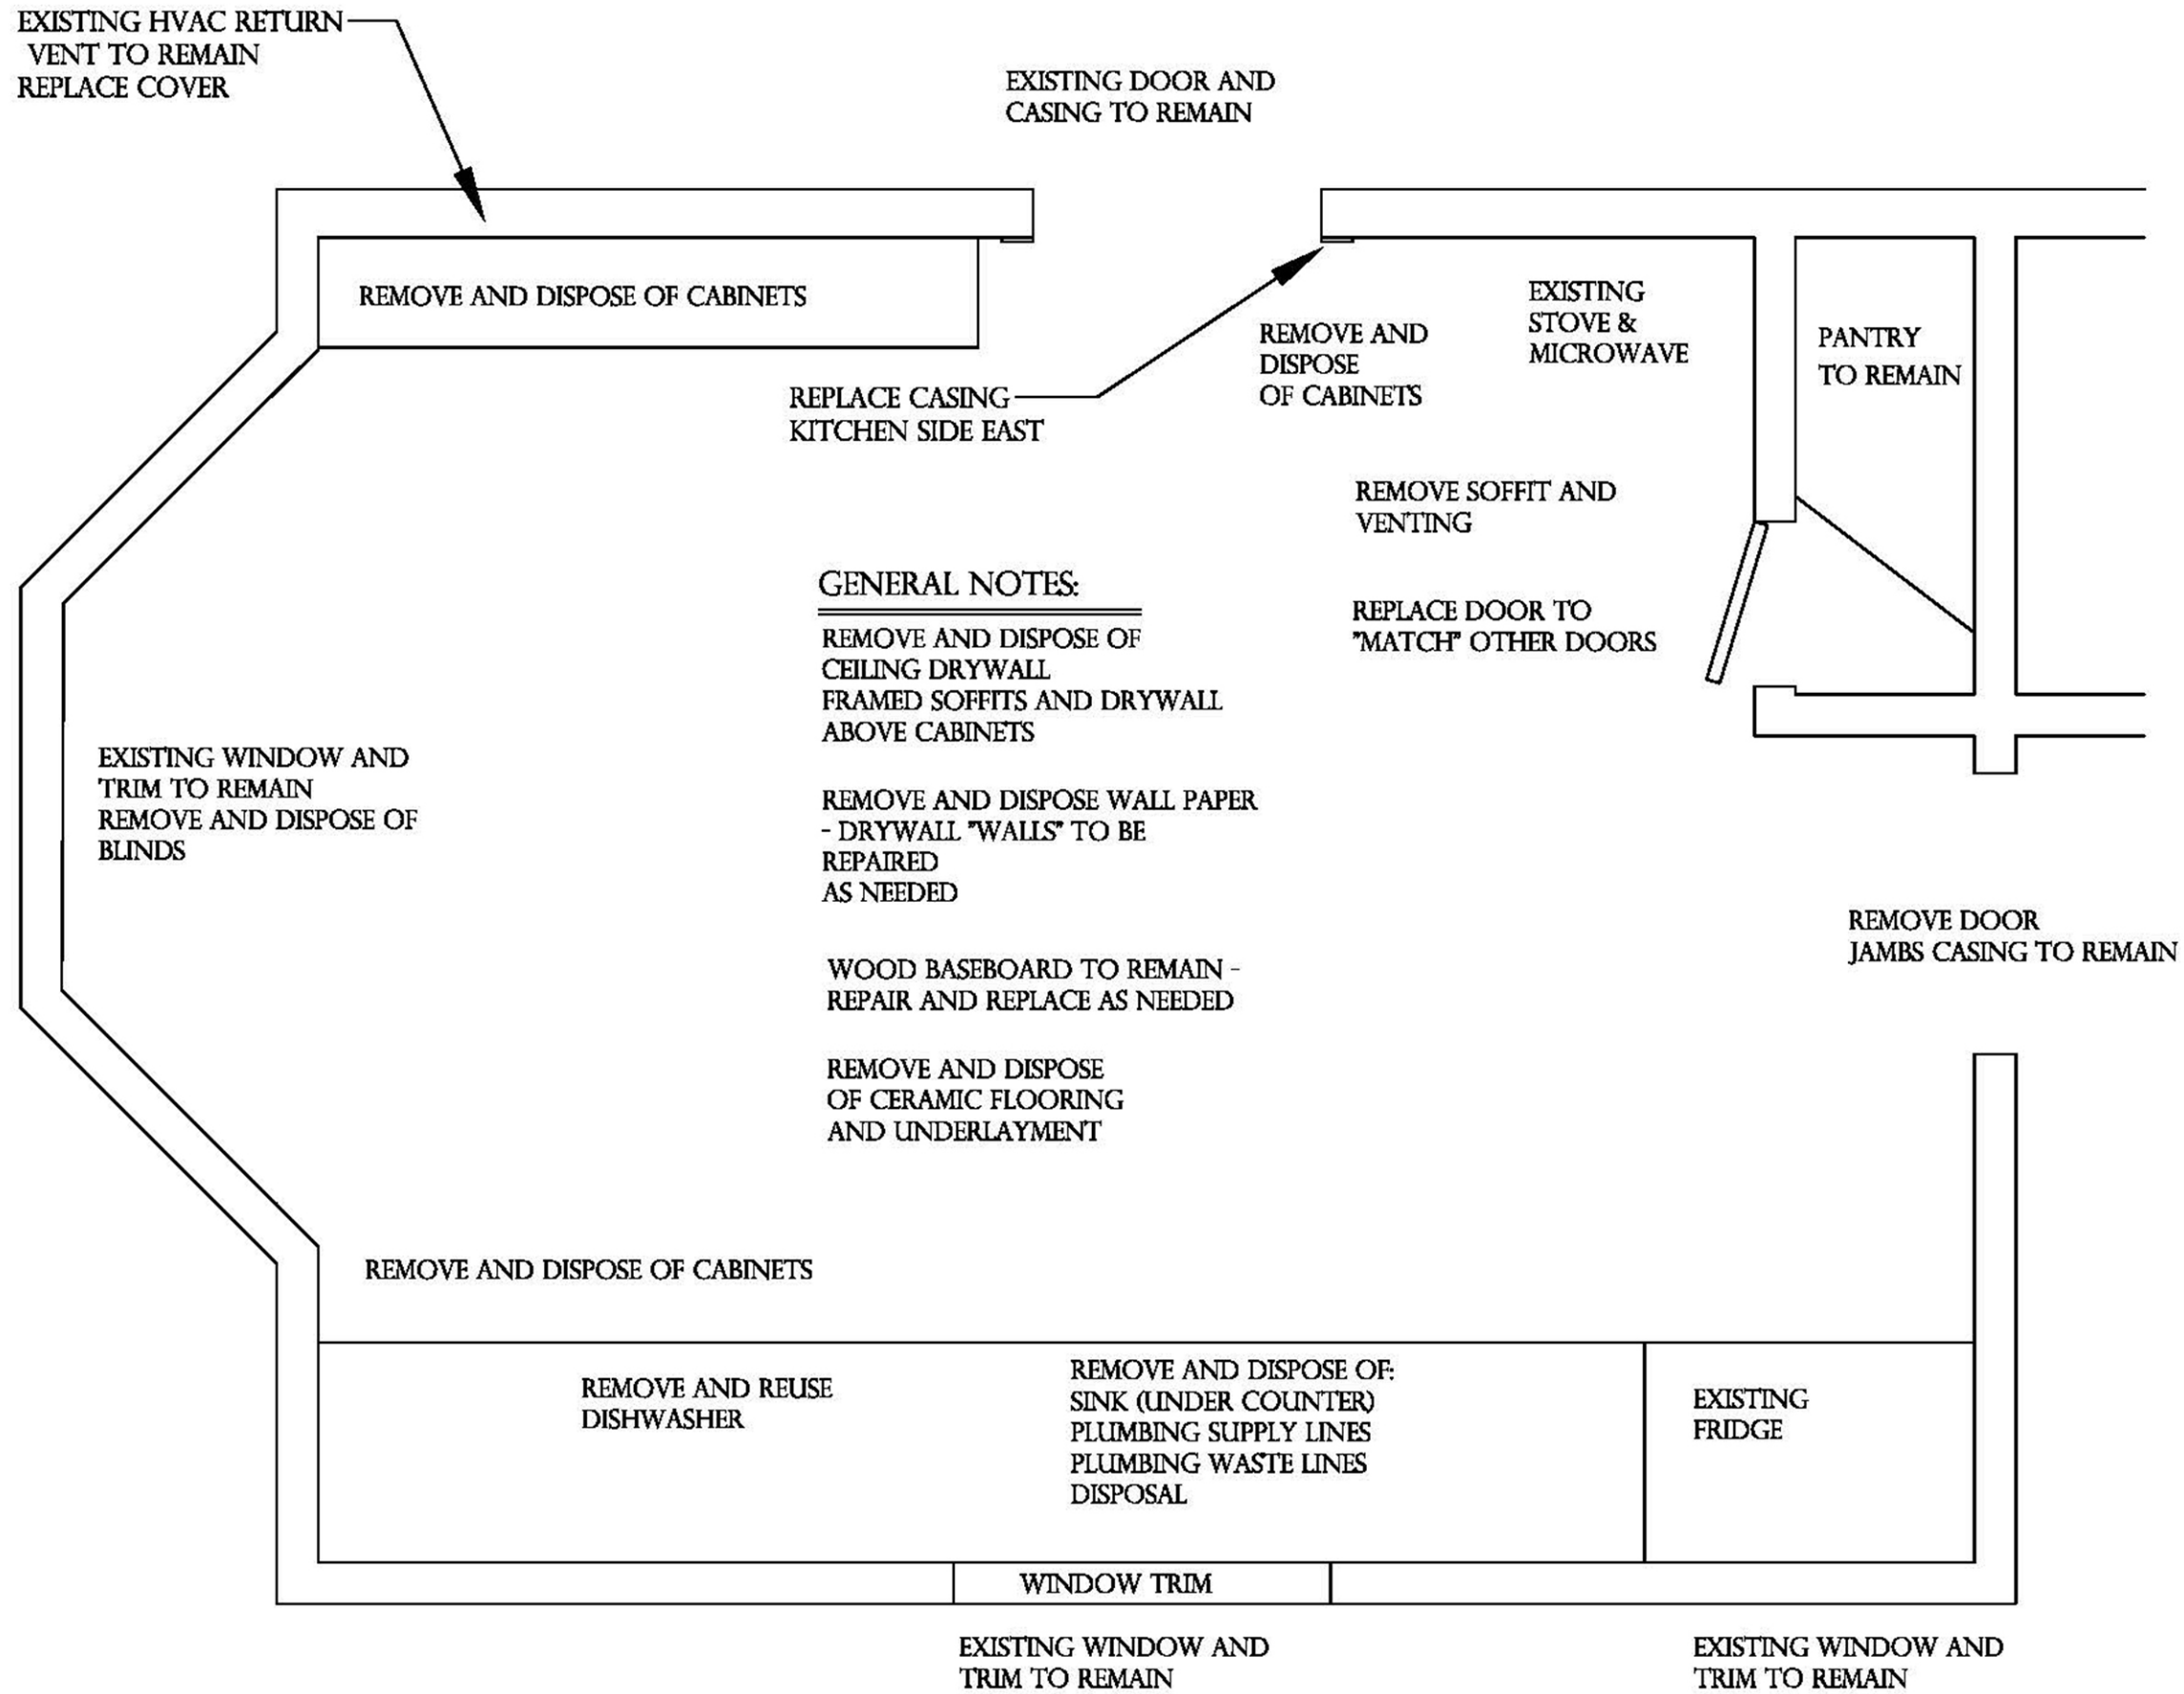 EXISTING HVAC RETURN
VENT TO REMAIN
REPLACE COVER
EXISTING DOOR AND
CASING TO REMAIN
REMOVE AND DISPOSE OF CABINETS
REPLACE CASING
KITCHEN SIDE EAST
REMOVE AND
DISPOSE
OF CABINETS
EXISTING
STOVE &
MICROWAVE
PANTRY
TO REMAIN
REMOVE SOFFIT AND
VENTING
REPLACE DOOR TO
"MATCH" OTHER DOORS
GENERAL NOTES:
REMOVE AND DISPOSE OF
CEILING DRYWALL
FRAMED SOFFITS AND DRYWALL
ABOVE CABINETS
REMOVE AND DISPOSE WALL PAPER
- DRYWALL "WALLS" TO BE
REPAIRED
AS NEEDED
WOOD BASEBOARD TO REMAIN -
REPAIR AND REPLACE AS NEEDED
REMOVE AND DISPOSE
OF CERAMIC FLOORING
AND UNDERLAYMENT
EXISTING WINDOW AND
TRIM TO REMAIN
REMOVE AND DISPOSE OF
BLINDS
REMOVE DOOR
JAMBS CASING TO REMAIN
REMOVE AND DISPOSE OF CABINETS
REMOVE AND REUSE
DISHWASHER
REMOVE AND DISPOSE OF:
SINK (UNDER COUNTER)
PLUMBING SUPPLY LINES
PLUMBING WASTE LINES
DISPOSAL
EXISTING
FRIDGE
WINDOW TRIM
EXISTING WINDOW AND
TRIM TO REMAIN
EXISTING WINDOW AND
TRIM TO REMAIN